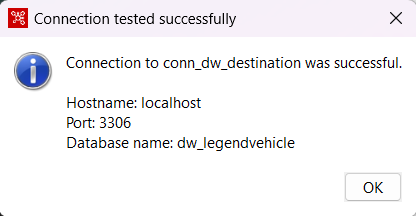 Connection tested successfully
Connection to conn_dw_destination was successful.
Hostname: localhost
Port: 3306
Database name: dw_legendvehicle
OK